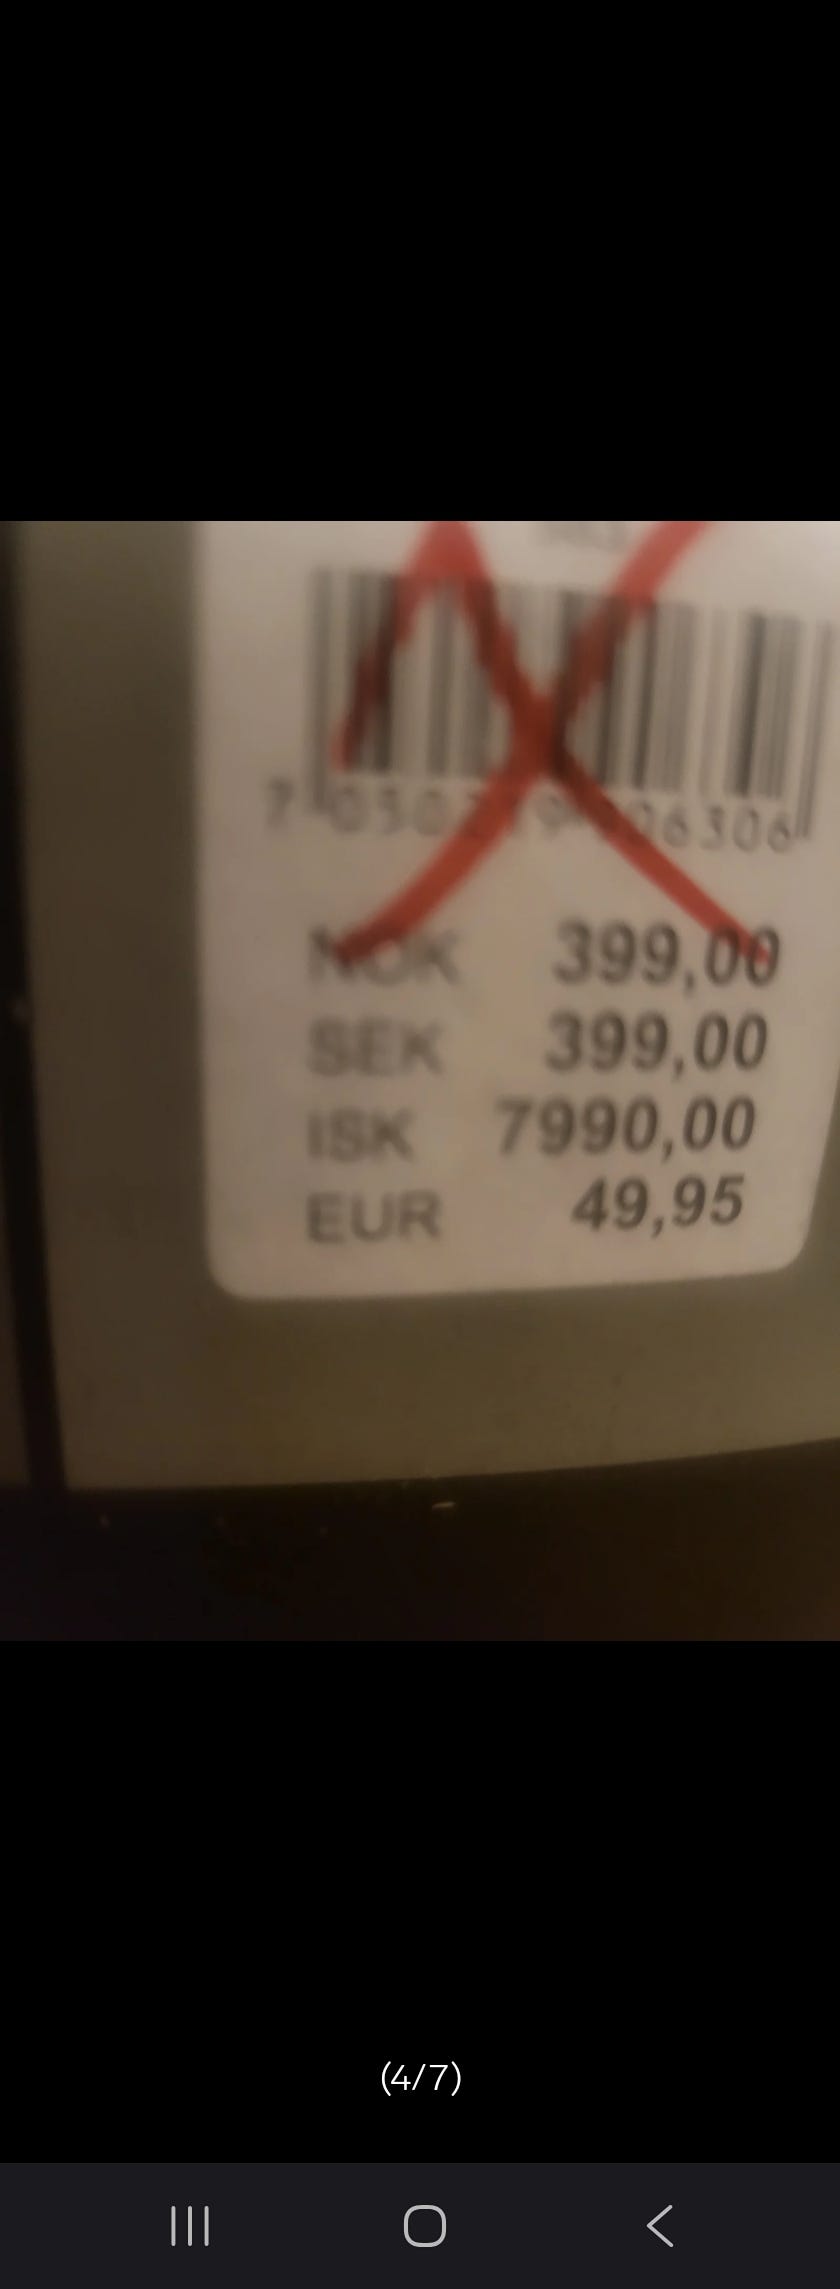 NOK 399,00
SEK 399,00
ISK 7990,00
EUR 49,95
(4/7)